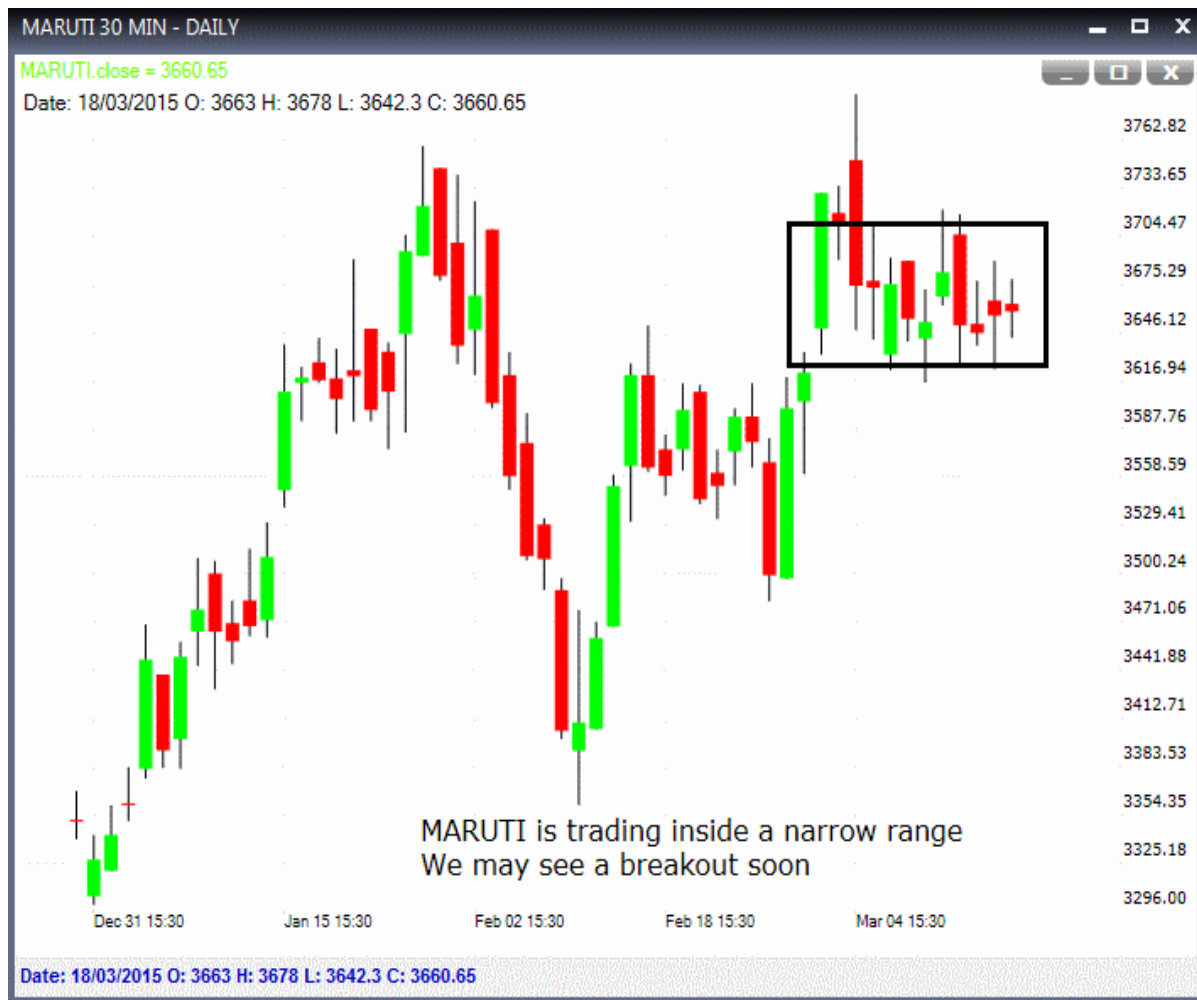 MARUTI 30 MIN - DAILY
MARUTI.close = 3660.65
Date: 18/03/2015 O: 3663 H: 3678 L: 3642.3 C: 3660.65
3762.82
3733.65
3704.47
3675.29
3646.12
3616.94
3587.76
3558.59
3529.41
3500.24
3471.06
3441.88
3412.71
3383.53
3354.35
3325.18
3296.00
MARUTI is trading inside a narrow range
We may see a breakout soon
Dec 31 15:30 Jan 15 15:30 Feb 02 15:30 Feb 18 15:30 Mar 04 15:30
Date: 18/03/2015 O: 3663 H: 3678 L: 3642.3 C: 3660.65